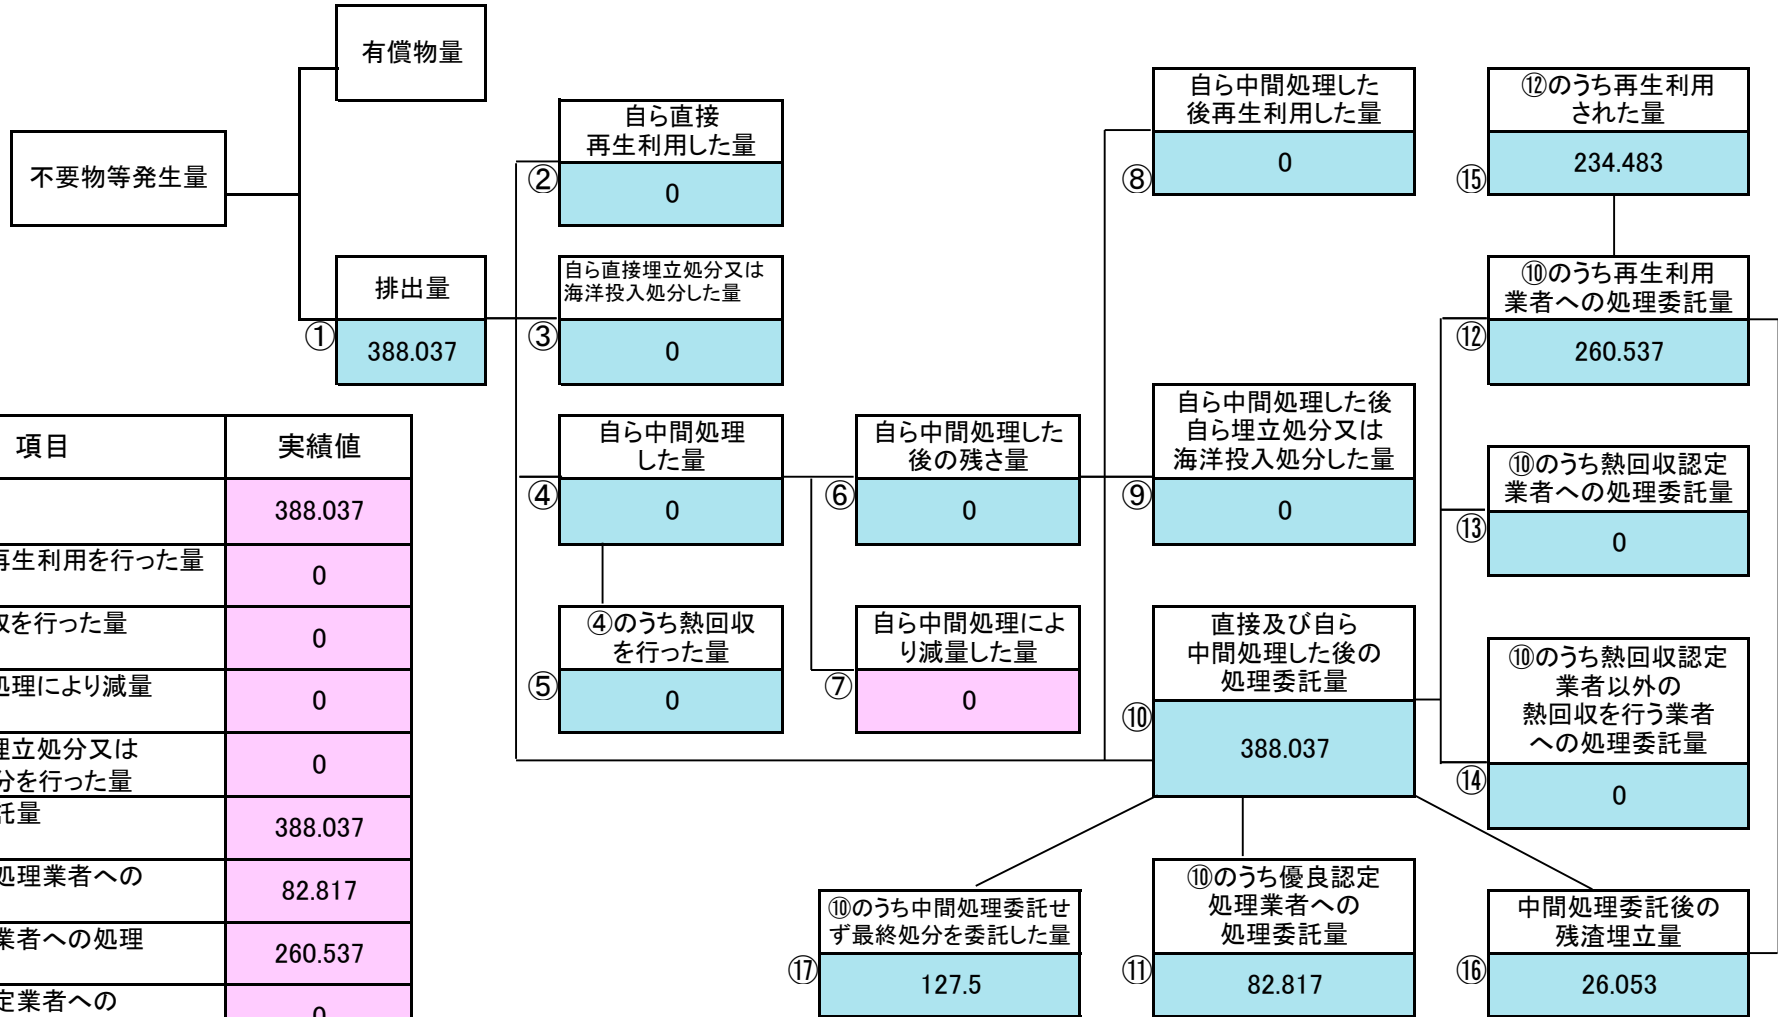 有償物量
不要物等発生量
排出量
①
388.037
自ら直接
再生利用した量
②
0
自ら直接埋立処分又は
海洋投入処分した量
③
0
自ら中間処理
した量
④
0
④のうち熱回収
を行った量
⑤
0
自ら中間処理した
後の残さ量
⑥
0
自ら中間処理によ
り減量した量
⑦
0
自ら中間処理した
後再生利用した量
⑧
0
自ら中間処理した後
自ら埋立処分又は
海洋投入処分した量
⑨
0
直接及び自ら
中間処理した後の
処理委託量
⑩
388.037
⑫のうち再生利用
された量
⑮
234.483
⑩のうち再生利用
業者への処理委託量
⑫
260.537
⑩のうち熱回収認定
業者への処理委託量
⑬
0
⑩のうち熱回収認定
業者以外の
熱回収を行う業者
への処理委託量
⑭
0
⑩のうち中間処理委託せ
ず最終処分を委託した量
⑰
127.5
⑩のうち優良認定
処理業者への
処理委託量
⑪
82.817
中間処理委託後の
残渣埋立量
⑯
26.053
項目
実績値
388.037
再生利用を行った量
0
収を行った量
0
処理により減量
0
埋立処分又は
分を行った量
0
託量
388.037
処理業者への
82.817
業者への処理
260.537
定業者への
0